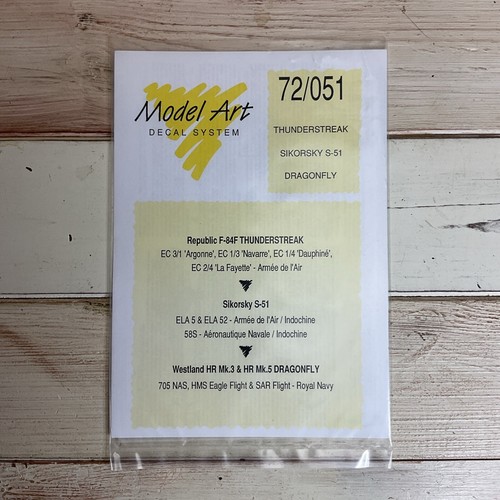 Model Art
DECAL SYSTEM
72/051
THUNDERSTREAK
SIKORSKY S-51
DRAGONFLY
Republic F-84F THUNDERSTREAK
EC 3/1 'Argonne', EC 1/3 'Navarre', EC 1/4 'Dauphiné',
EC 2/4 'La Fayette' - Armée de l'Air
Sikorsky S-51
ELA 5 & ELA 52 - Armée de l'Air / Indochine
58S - Aéronautique Navale / Indochine
Westland HR Mk.3 & HR Mk.5 DRAGONFLY
705 NAS, HMS Eagle Flight & SAR Flight - Royal Navy